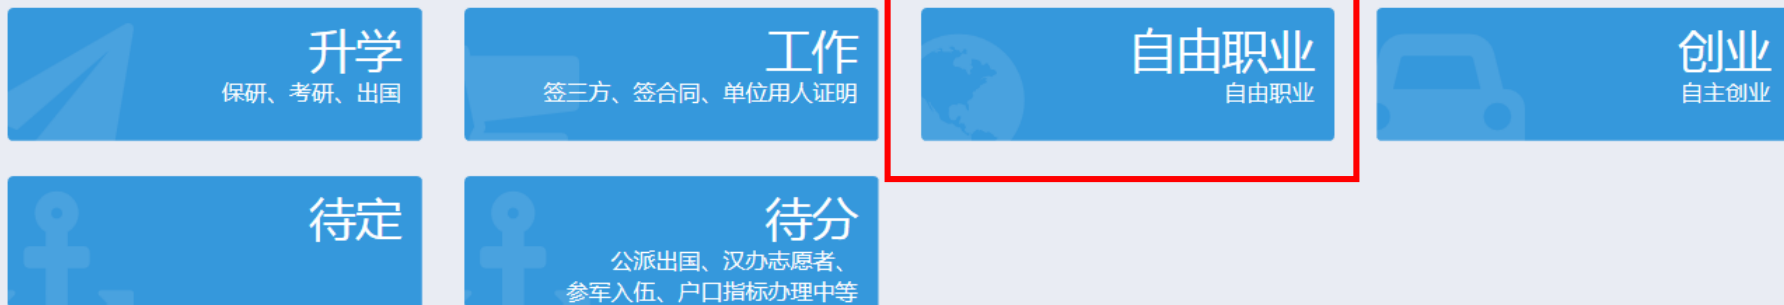 升学
保研、考研、出国
工作
签三方、签合同、单位用人证明
自由职业
自由职业
创业
自主创业
待定
待分
公派出国、汉办志愿者、
参军入伍、户口指标办理中等